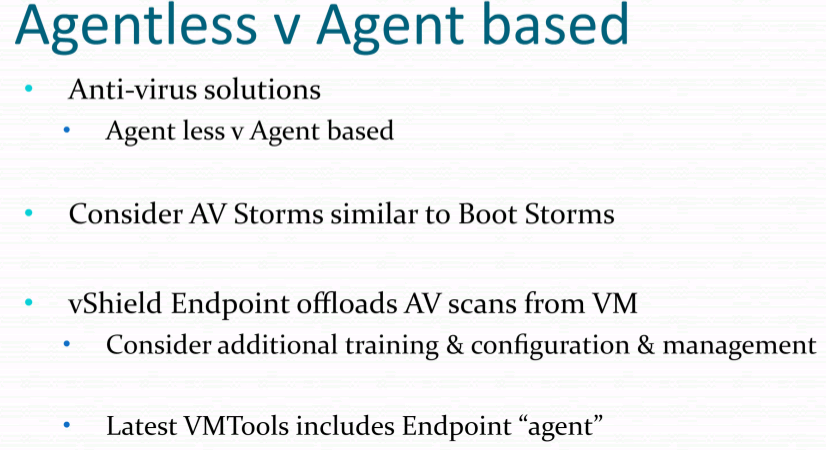 Agentless v Agent based
• Anti-virus solutions
• Agent less v Agent based
• Consider AV Storms similar to Boot Storms
• vShield Endpoint offloads AV scans from VM
• Consider additional training & configuration & management
• Latest VMTools includes Endpoint “agent”